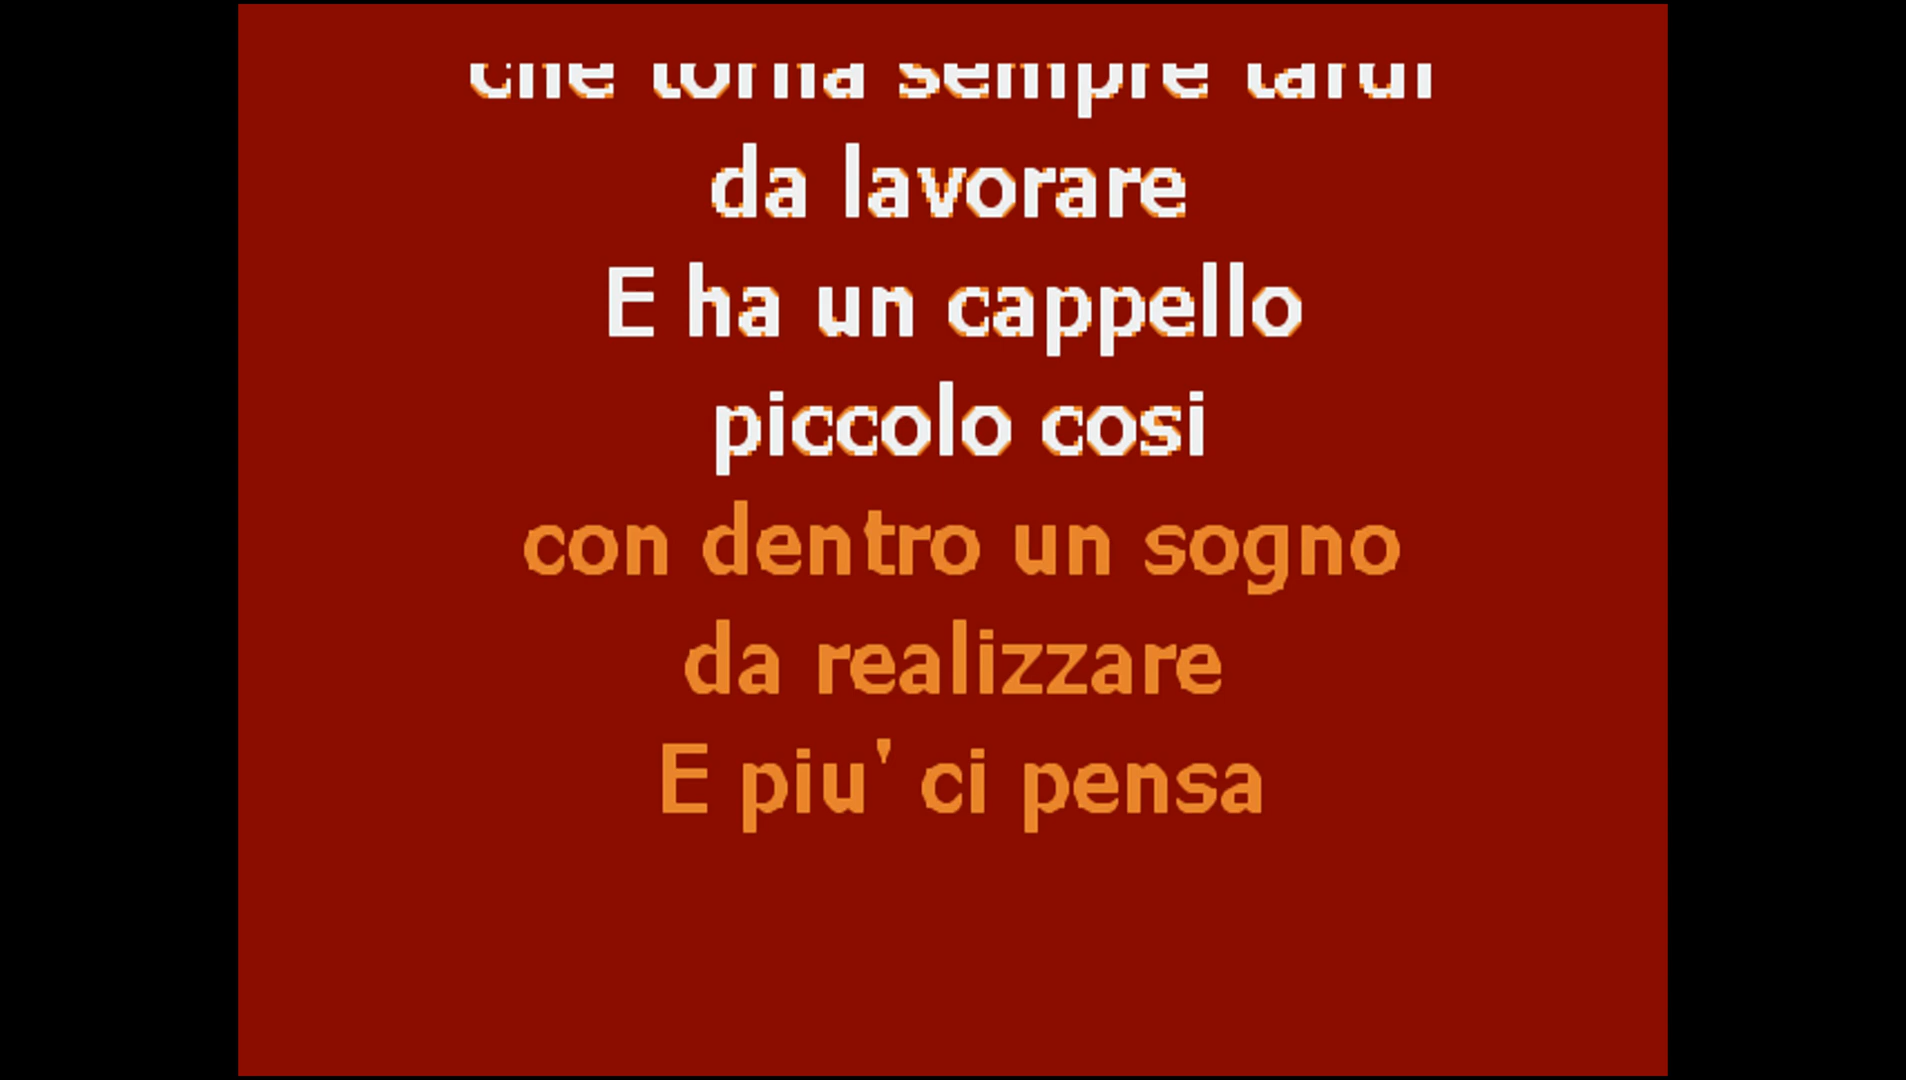 che torna sempre tardi
da lavorare
E ha un cappello
piccolo cosi
con dentro un sogno
da realizzare
E piu' ci pensa